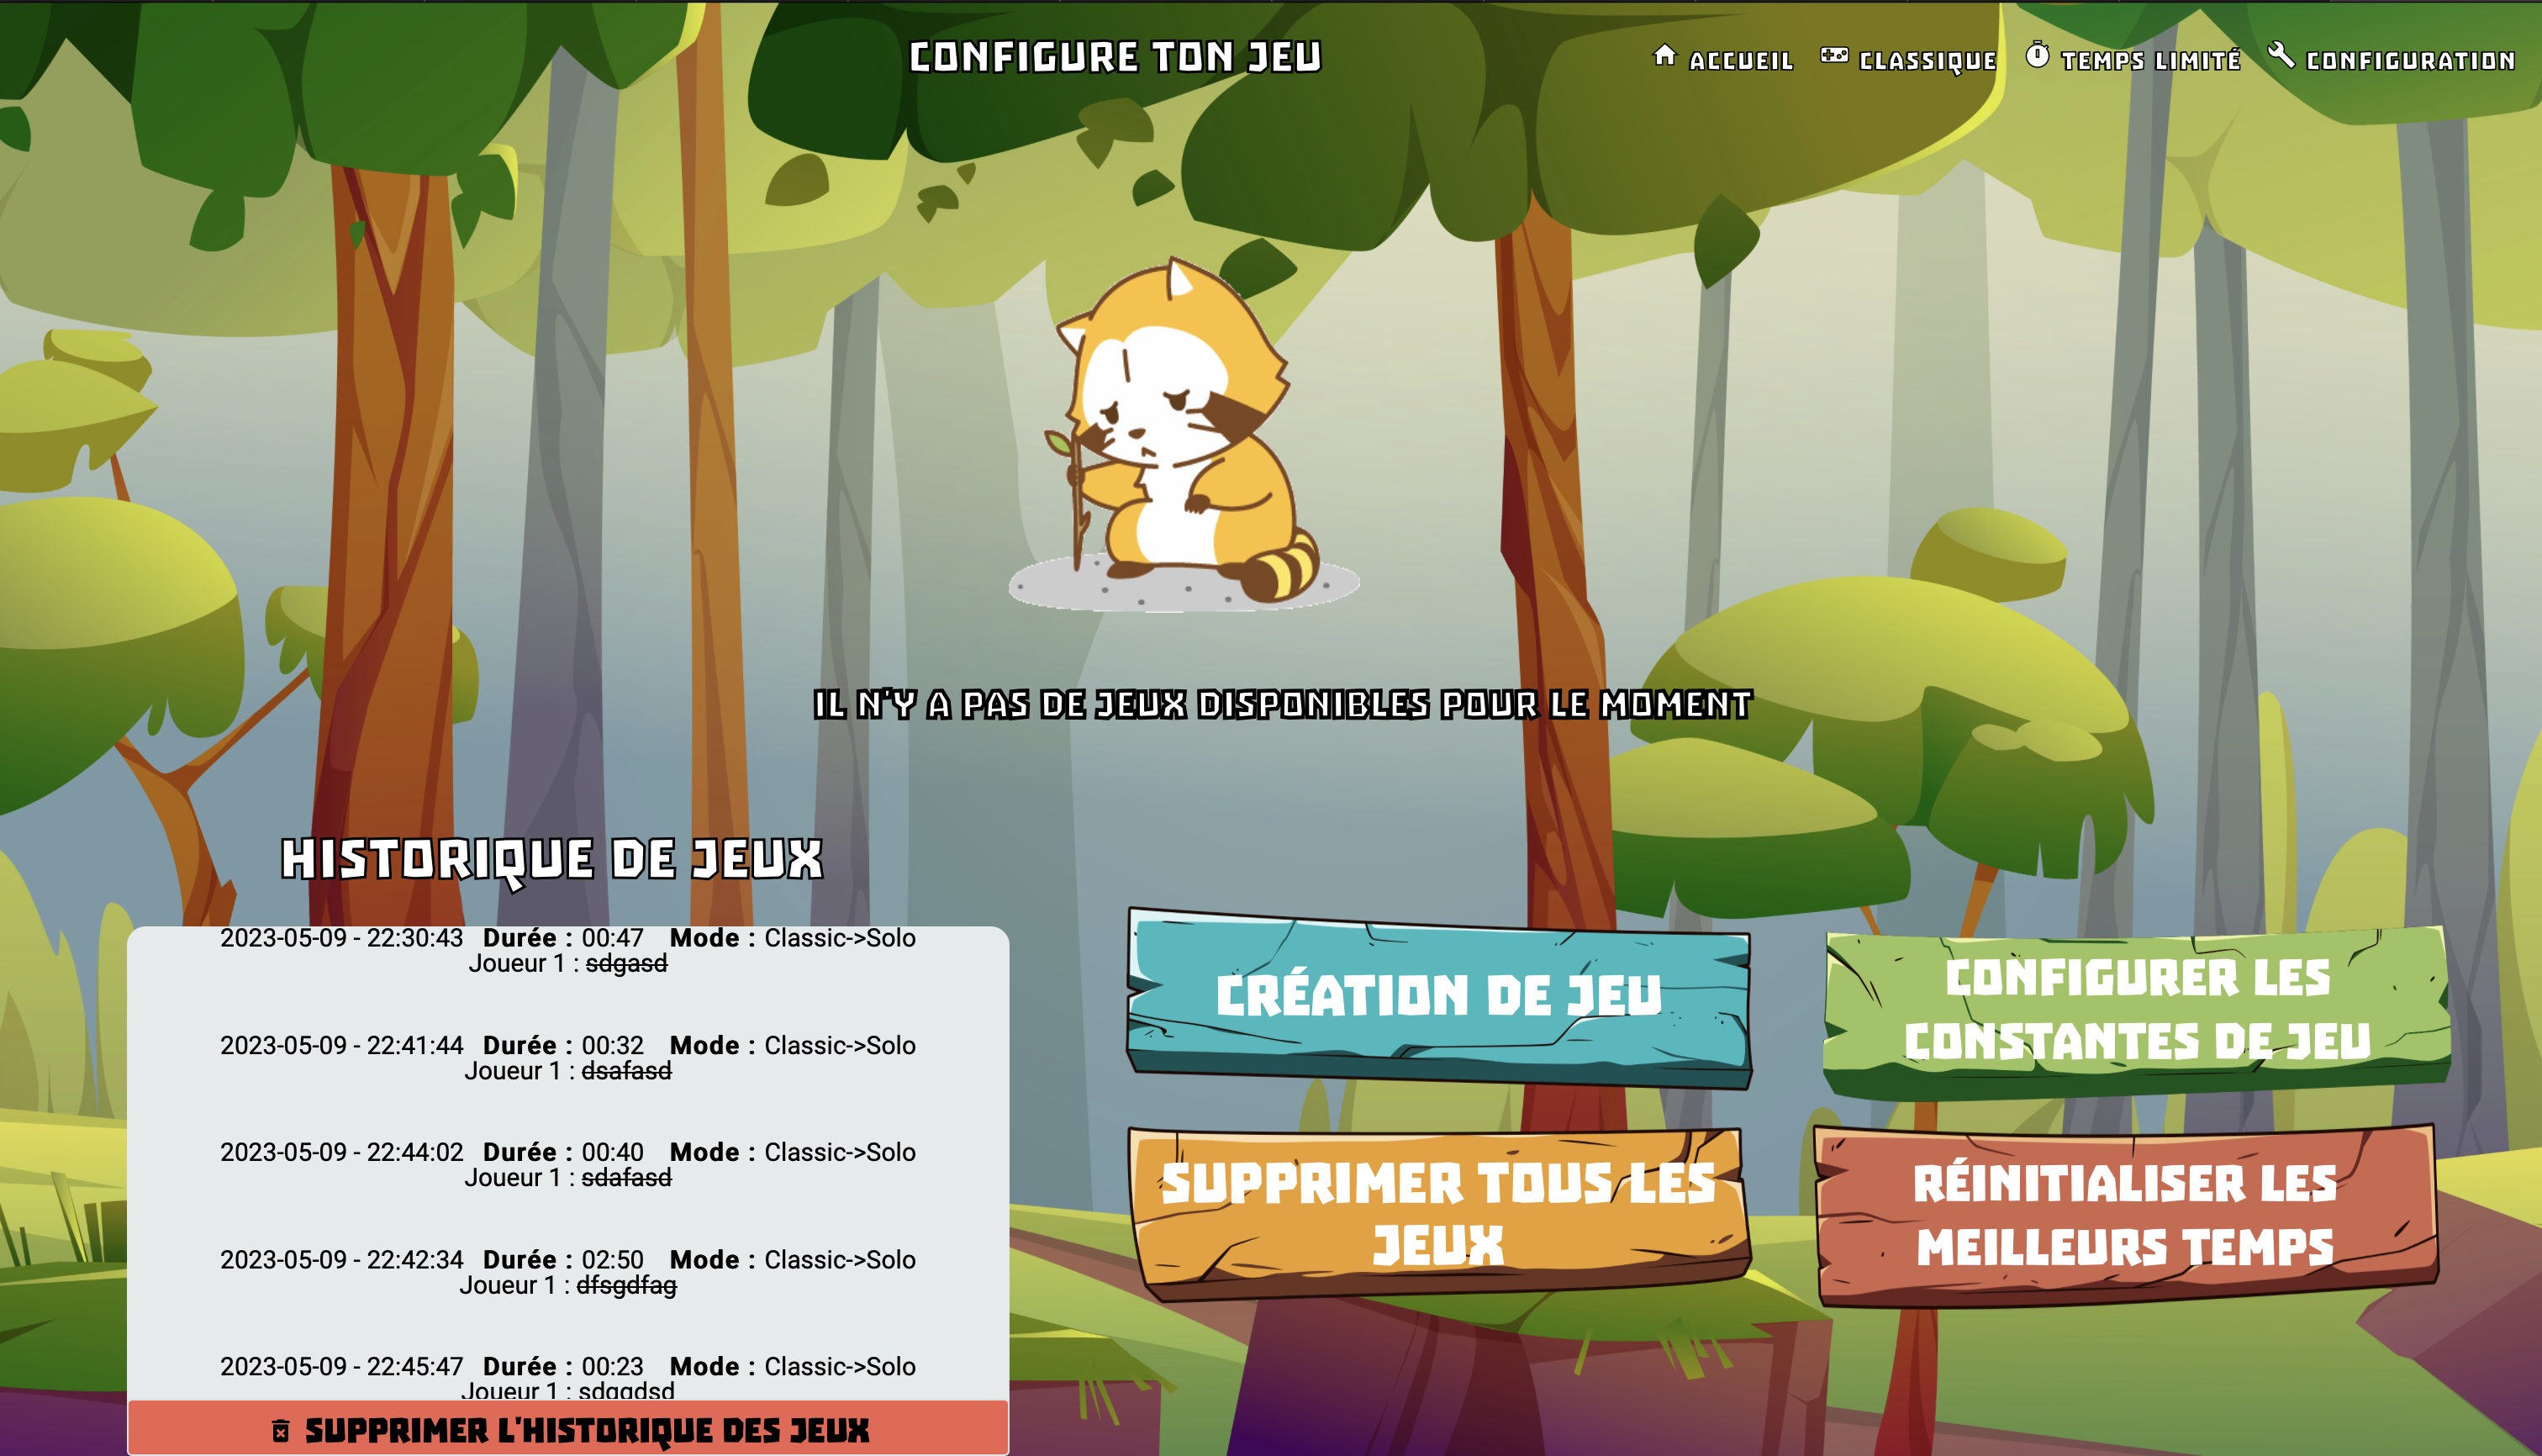 CONFIGURE TON JEU
ACCUEIL CLASSIQUE TEMPS LIMITÉ CONFIGURATION
IL N'Y A PAS DE JEUX DISPONIBLES POUR LE MOMENT
HISTORIQUE DE JEUX
2023-05-09 - 22:30:43 Durée : 00:47 Mode : Classic->Solo
Joueur 1 : sdgasd
2023-05-09 - 22:41:44 Durée : 00:32 Mode : Classic->Solo
Joueur 1 : dsafasd
2023-05-09 - 22:44:02 Durée : 00:40 Mode : Classic->Solo
Joueur 1 : sdafasd
2023-05-09 - 22:42:34 Durée : 02:50 Mode : Classic->Solo
Joueur 1 : dfsgdfag
2023-05-09 - 22:45:47 Durée : 00:23 Mode : Classic->Solo
Joueur 1 :
SUPPRIMER L'HISTORIQUE DES JEUX
CRÉATION DE JEU
CONFIGURER LES
CONSTANTES DE JEU
SUPPRIMER TOUS LES
JEUX
RÉINITIALISER LES
MEILLEURS TEMPS